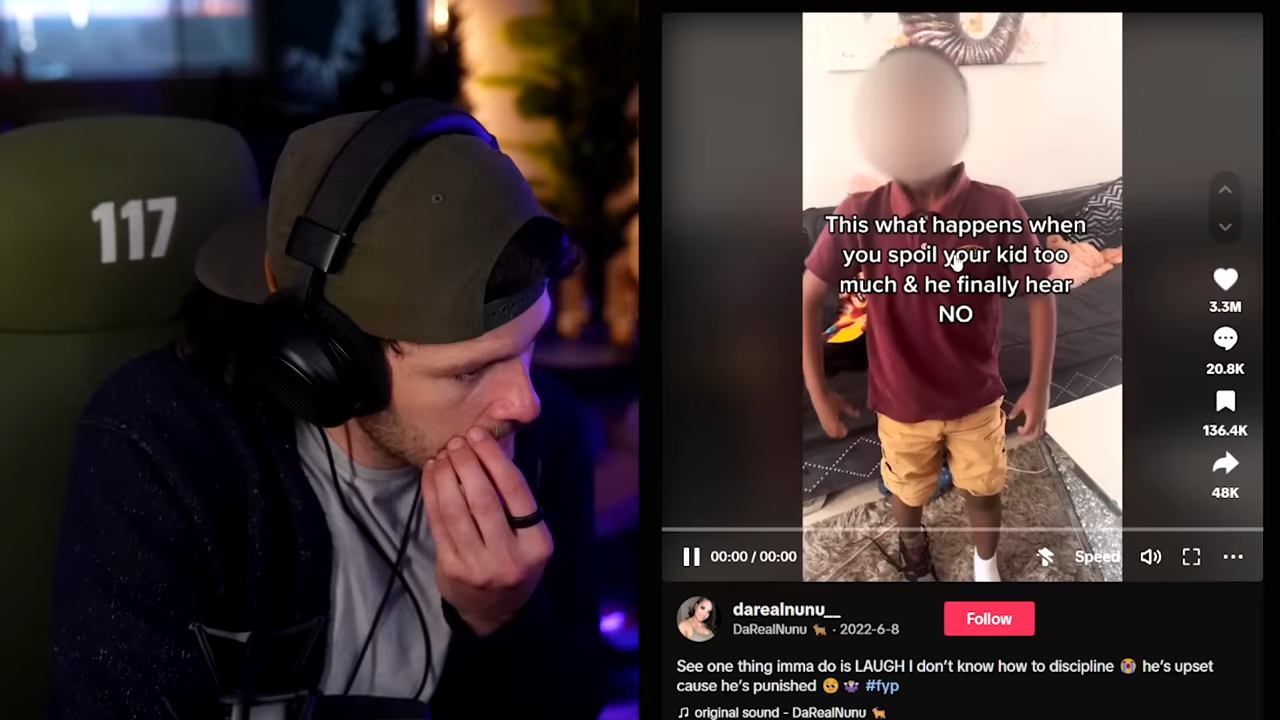 117
This what happens when
you spoil your kid too
much & he finally hear
NO
3.3M
20.8K
136.4K
48K
00:00 / 00:00
Speed
darealnunu__
DaRealNunu 🐐 · 2022-6-8
Follow
See one thing imma do is LAUGH I don't know how to discipline 😭 he's upset
cause he's punished 🥺 🤷🏽‍♀️ #fyp
♫ original sound - DaRealNunu 🐐